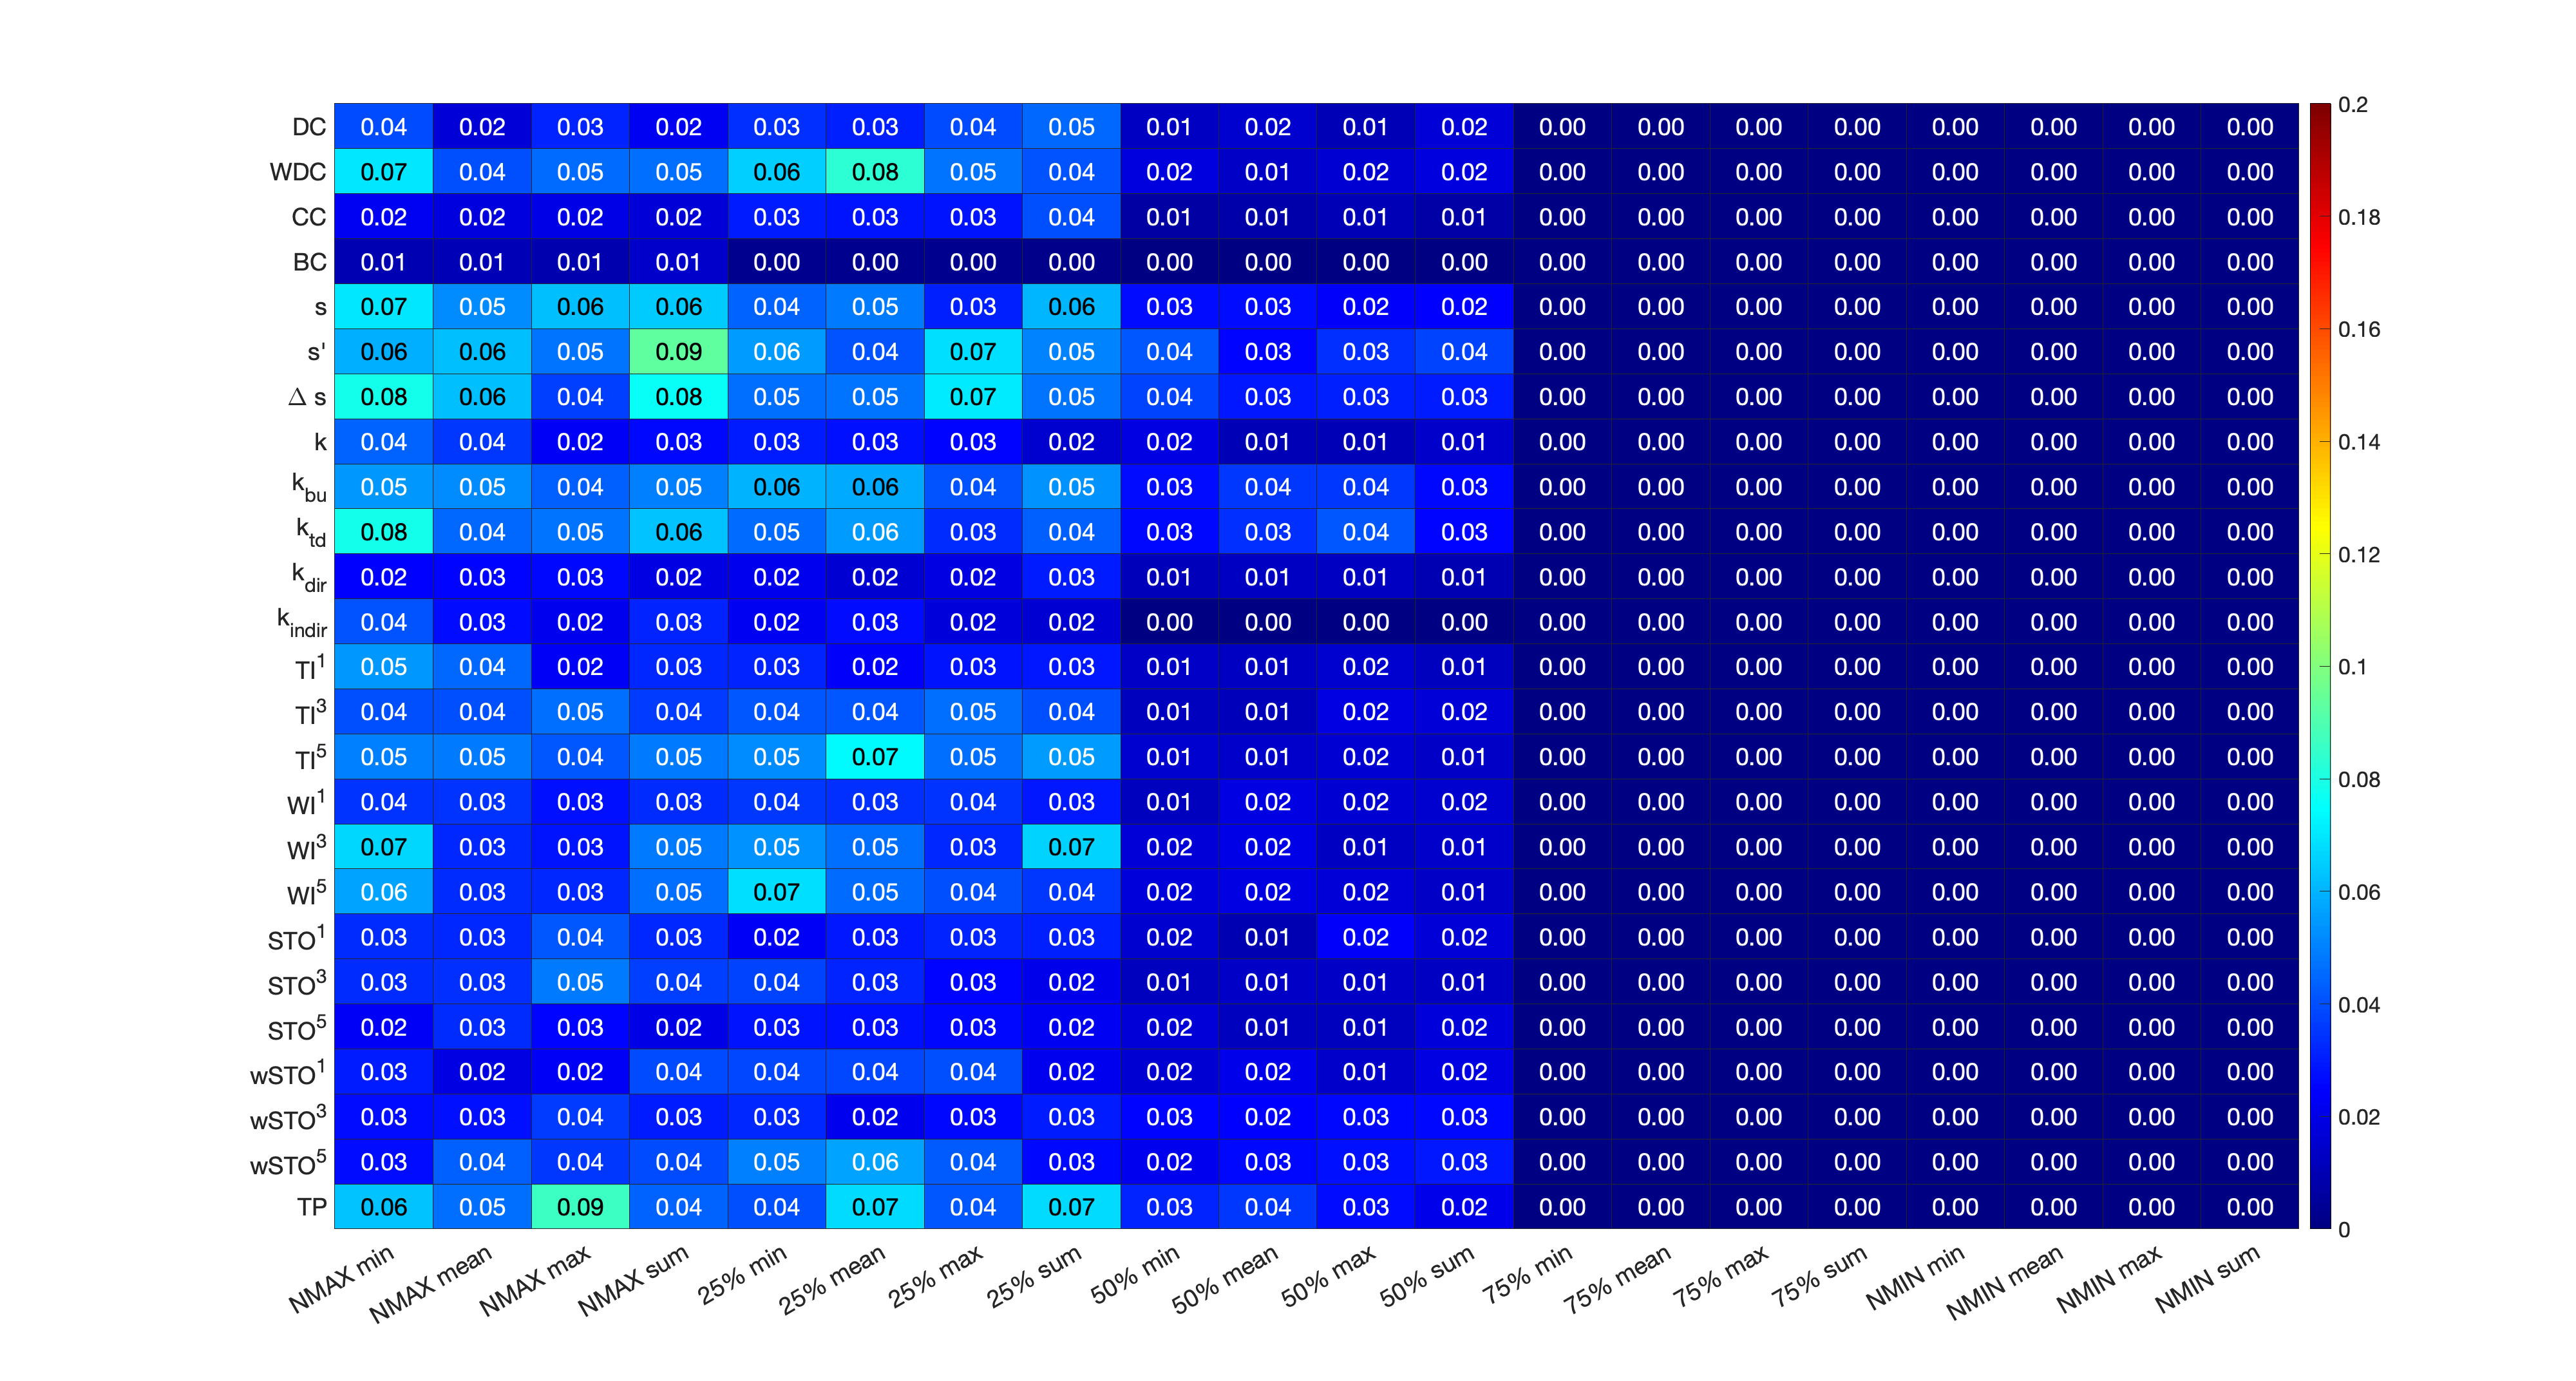 DC 0.04 0.02 0.03 0.02 0.03 0.03 0.04 0.05 0.01 0.02 0.01 0.02 0.00 0.00 0.00 0.00 0.00 0.00 0.00 0.00
WDC 0.07 0.04 0.05 0.05 0.06 0.08 0.05 0.04 0.02 0.01 0.02 0.02 0.00 0.00 0.00 0.00 0.00 0.00 0.00 0.00
CC 0.02 0.02 0.02 0.02 0.03 0.03 0.03 0.04 0.01 0.01 0.01 0.01 0.00 0.00 0.00 0.00 0.00 0.00 0.00 0.00
BC 0.01 0.01 0.01 0.01 0.00 0.00 0.00 0.00 0.00 0.00 0.00 0.00 0.00 0.00 0.00 0.00 0.00 0.00 0.00 0.00
s 0.07 0.05 0.06 0.06 0.04 0.05 0.03 0.06 0.03 0.03 0.02 0.02 0.00 0.00 0.00 0.00 0.00 0.00 0.00 0.00
s' 0.06 0.06 0.05 0.09 0.06 0.04 0.07 0.05 0.04 0.03 0.03 0.04 0.00 0.00 0.00 0.00 0.00 0.00 0.00 0.00
Δ s 0.08 0.06 0.04 0.08 0.05 0.05 0.07 0.05 0.04 0.03 0.03 0.03 0.00 0.00 0.00 0.00 0.00 0.00 0.00 0.00
k 0.04 0.04 0.02 0.03 0.03 0.03 0.03 0.02 0.02 0.01 0.01 0.01 0.00 0.00 0.00 0.00 0.00 0.00 0.00 0.00
k_bu 0.05 0.05 0.04 0.05 0.06 0.06 0.04 0.05 0.03 0.04 0.04 0.03 0.00 0.00 0.00 0.00 0.00 0.00 0.00 0.00
k_td 0.08 0.04 0.05 0.06 0.05 0.06 0.03 0.04 0.03 0.03 0.04 0.03 0.00 0.00 0.00 0.00 0.00 0.00 0.00 0.00
k_dir 0.02 0.03 0.03 0.02 0.02 0.02 0.02 0.03 0.01 0.01 0.01 0.01 0.00 0.00 0.00 0.00 0.00 0.00 0.00 0.00
k_indir 0.04 0.03 0.02 0.03 0.02 0.03 0.02 0.02 0.00 0.00 0.00 0.00 0.00 0.00 0.00 0.00 0.00 0.00 0.00 0.00
TI¹ 0.05 0.04 0.02 0.03 0.03 0.02 0.03 0.03 0.01 0.01 0.02 0.01 0.00 0.00 0.00 0.00 0.00 0.00 0.00 0.00
TI³ 0.04 0.04 0.05 0.04 0.04 0.04 0.05 0.04 0.01 0.01 0.02 0.02 0.00 0.00 0.00 0.00 0.00 0.00 0.00 0.00
TI⁵ 0.05 0.05 0.04 0.05 0.05 0.07 0.05 0.05 0.01 0.01 0.02 0.01 0.00 0.00 0.00 0.00 0.00 0.00 0.00 0.00
WI¹ 0.04 0.03 0.03 0.03 0.04 0.03 0.04 0.03 0.01 0.02 0.02 0.02 0.00 0.00 0.00 0.00 0.00 0.00 0.00 0.00
WI³ 0.07 0.03 0.03 0.05 0.05 0.05 0.03 0.07 0.02 0.02 0.01 0.01 0.00 0.00 0.00 0.00 0.00 0.00 0.00 0.00
WI⁵ 0.06 0.03 0.03 0.05 0.07 0.05 0.04 0.04 0.02 0.02 0.02 0.01 0.00 0.00 0.00 0.00 0.00 0.00 0.00 0.00
STO¹ 0.03 0.03 0.04 0.03 0.02 0.03 0.03 0.03 0.02 0.01 0.02 0.02 0.00 0.00 0.00 0.00 0.00 0.00 0.00 0.00
STO³ 0.03 0.03 0.05 0.04 0.04 0.03 0.03 0.02 0.01 0.01 0.01 0.01 0.00 0.00 0.00 0.00 0.00 0.00 0.00 0.00
STO⁵ 0.02 0.03 0.03 0.02 0.03 0.03 0.03 0.02 0.02 0.01 0.01 0.02 0.00 0.00 0.00 0.00 0.00 0.00 0.00 0.00
wSTO¹ 0.03 0.02 0.02 0.04 0.04 0.04 0.04 0.02 0.02 0.02 0.01 0.02 0.00 0.00 0.00 0.00 0.00 0.00 0.00 0.00
wSTO³ 0.03 0.03 0.04 0.03 0.03 0.02 0.03 0.03 0.03 0.02 0.03 0.03 0.00 0.00 0.00 0.00 0.00 0.00 0.00 0.00
wSTO⁵ 0.03 0.04 0.04 0.04 0.05 0.06 0.04 0.03 0.02 0.03 0.03 0.03 0.00 0.00 0.00 0.00 0.00 0.00 0.00 0.00
TP 0.06 0.05 0.09 0.04 0.04 0.07 0.04 0.07 0.03 0.04 0.03 0.02 0.00 0.00 0.00 0.00 0.00 0.00 0.00 0.00
NMAX min NMAX mean NMAX max NMAX sum 25% min 25% mean 25% max 25% sum 50% min 50% mean 50% max 50% sum 75% min 75% mean 75% max 75% sum NMIN min NMIN mean NMIN max NMIN sum
0.2
0.18
0.16
0.14
0.12
0.1
0.08
0.06
0.04
0.02
0